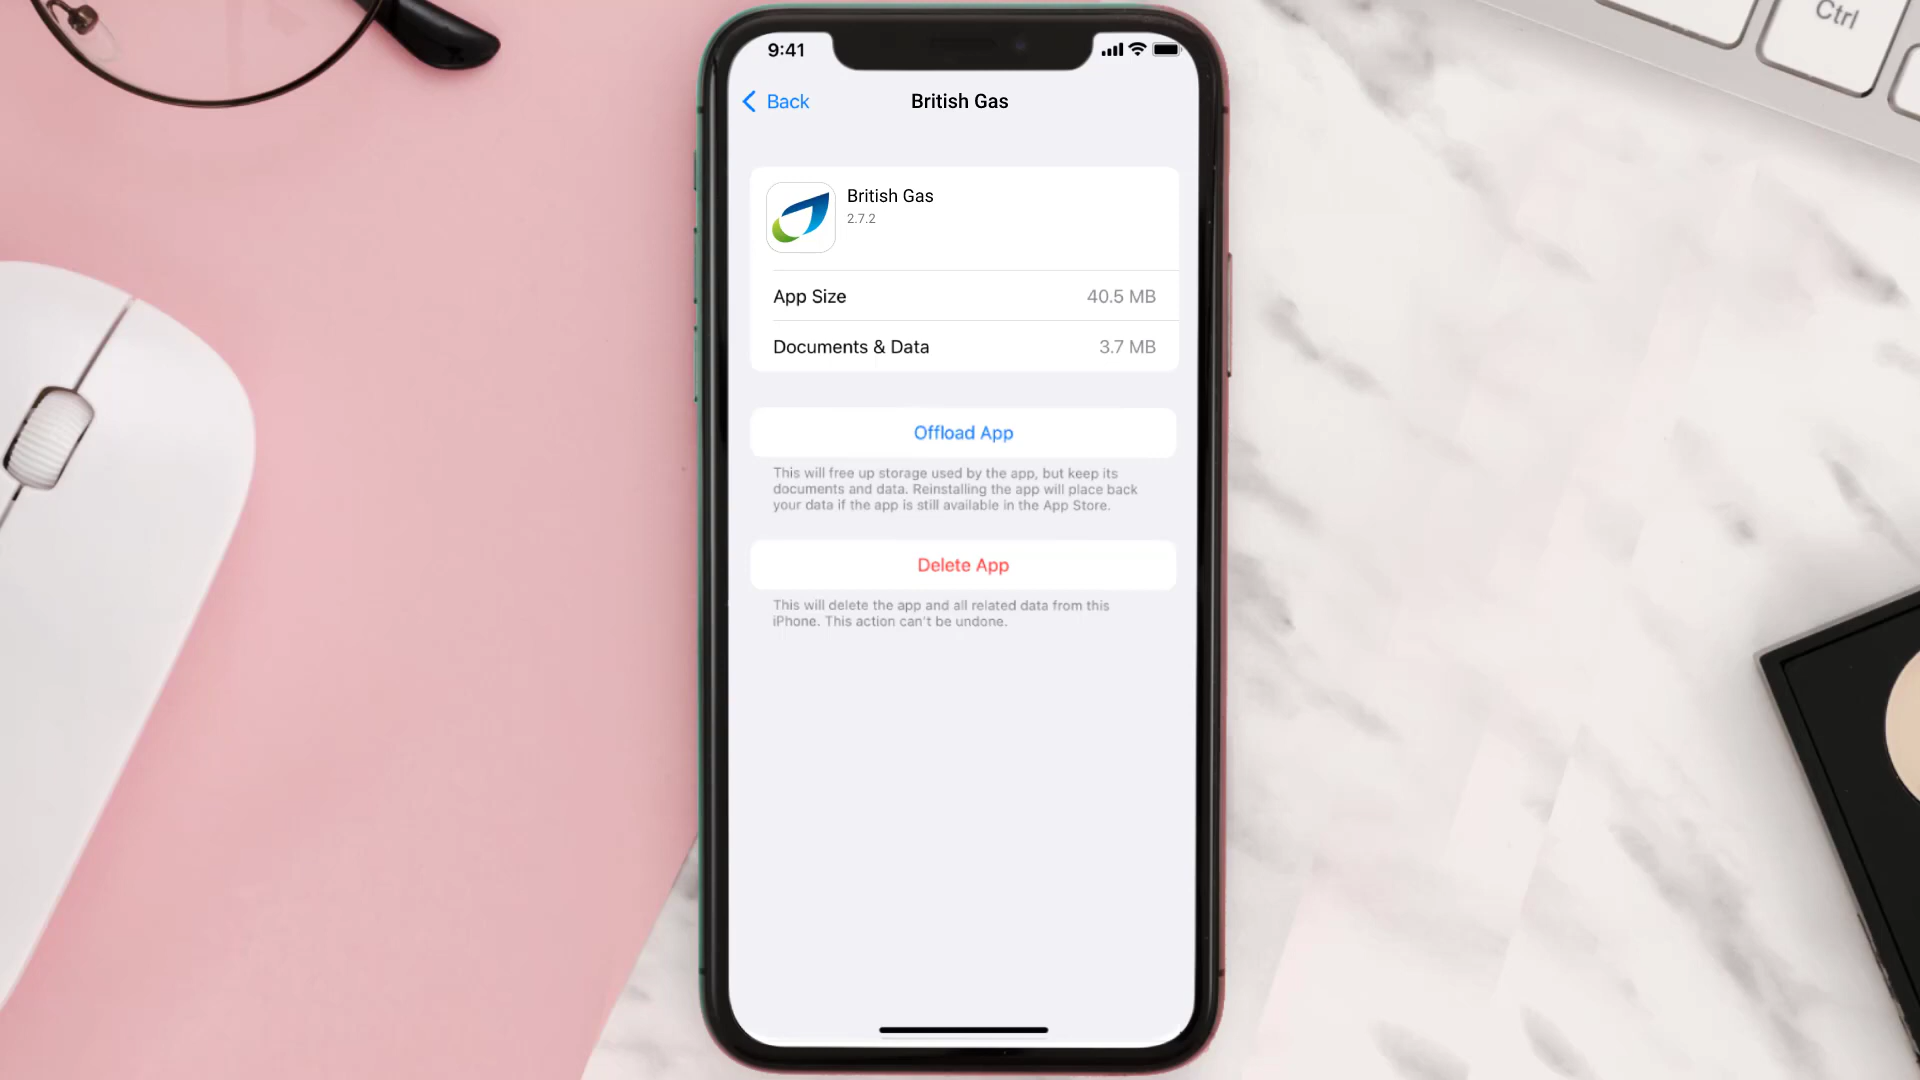 Ctrl
9:41
Back
British Gas
British Gas
2.7.2
App Size
40.5 MB
Documents & Data
3.7 MB
Offload App
This will free up storage used by the app, but keep its
documents and data. Reinstalling the app will place back
your data if the app is still available in the App Store.
Delete App
This will delete the app and all related data from this
iPhone. This action can't be undone.